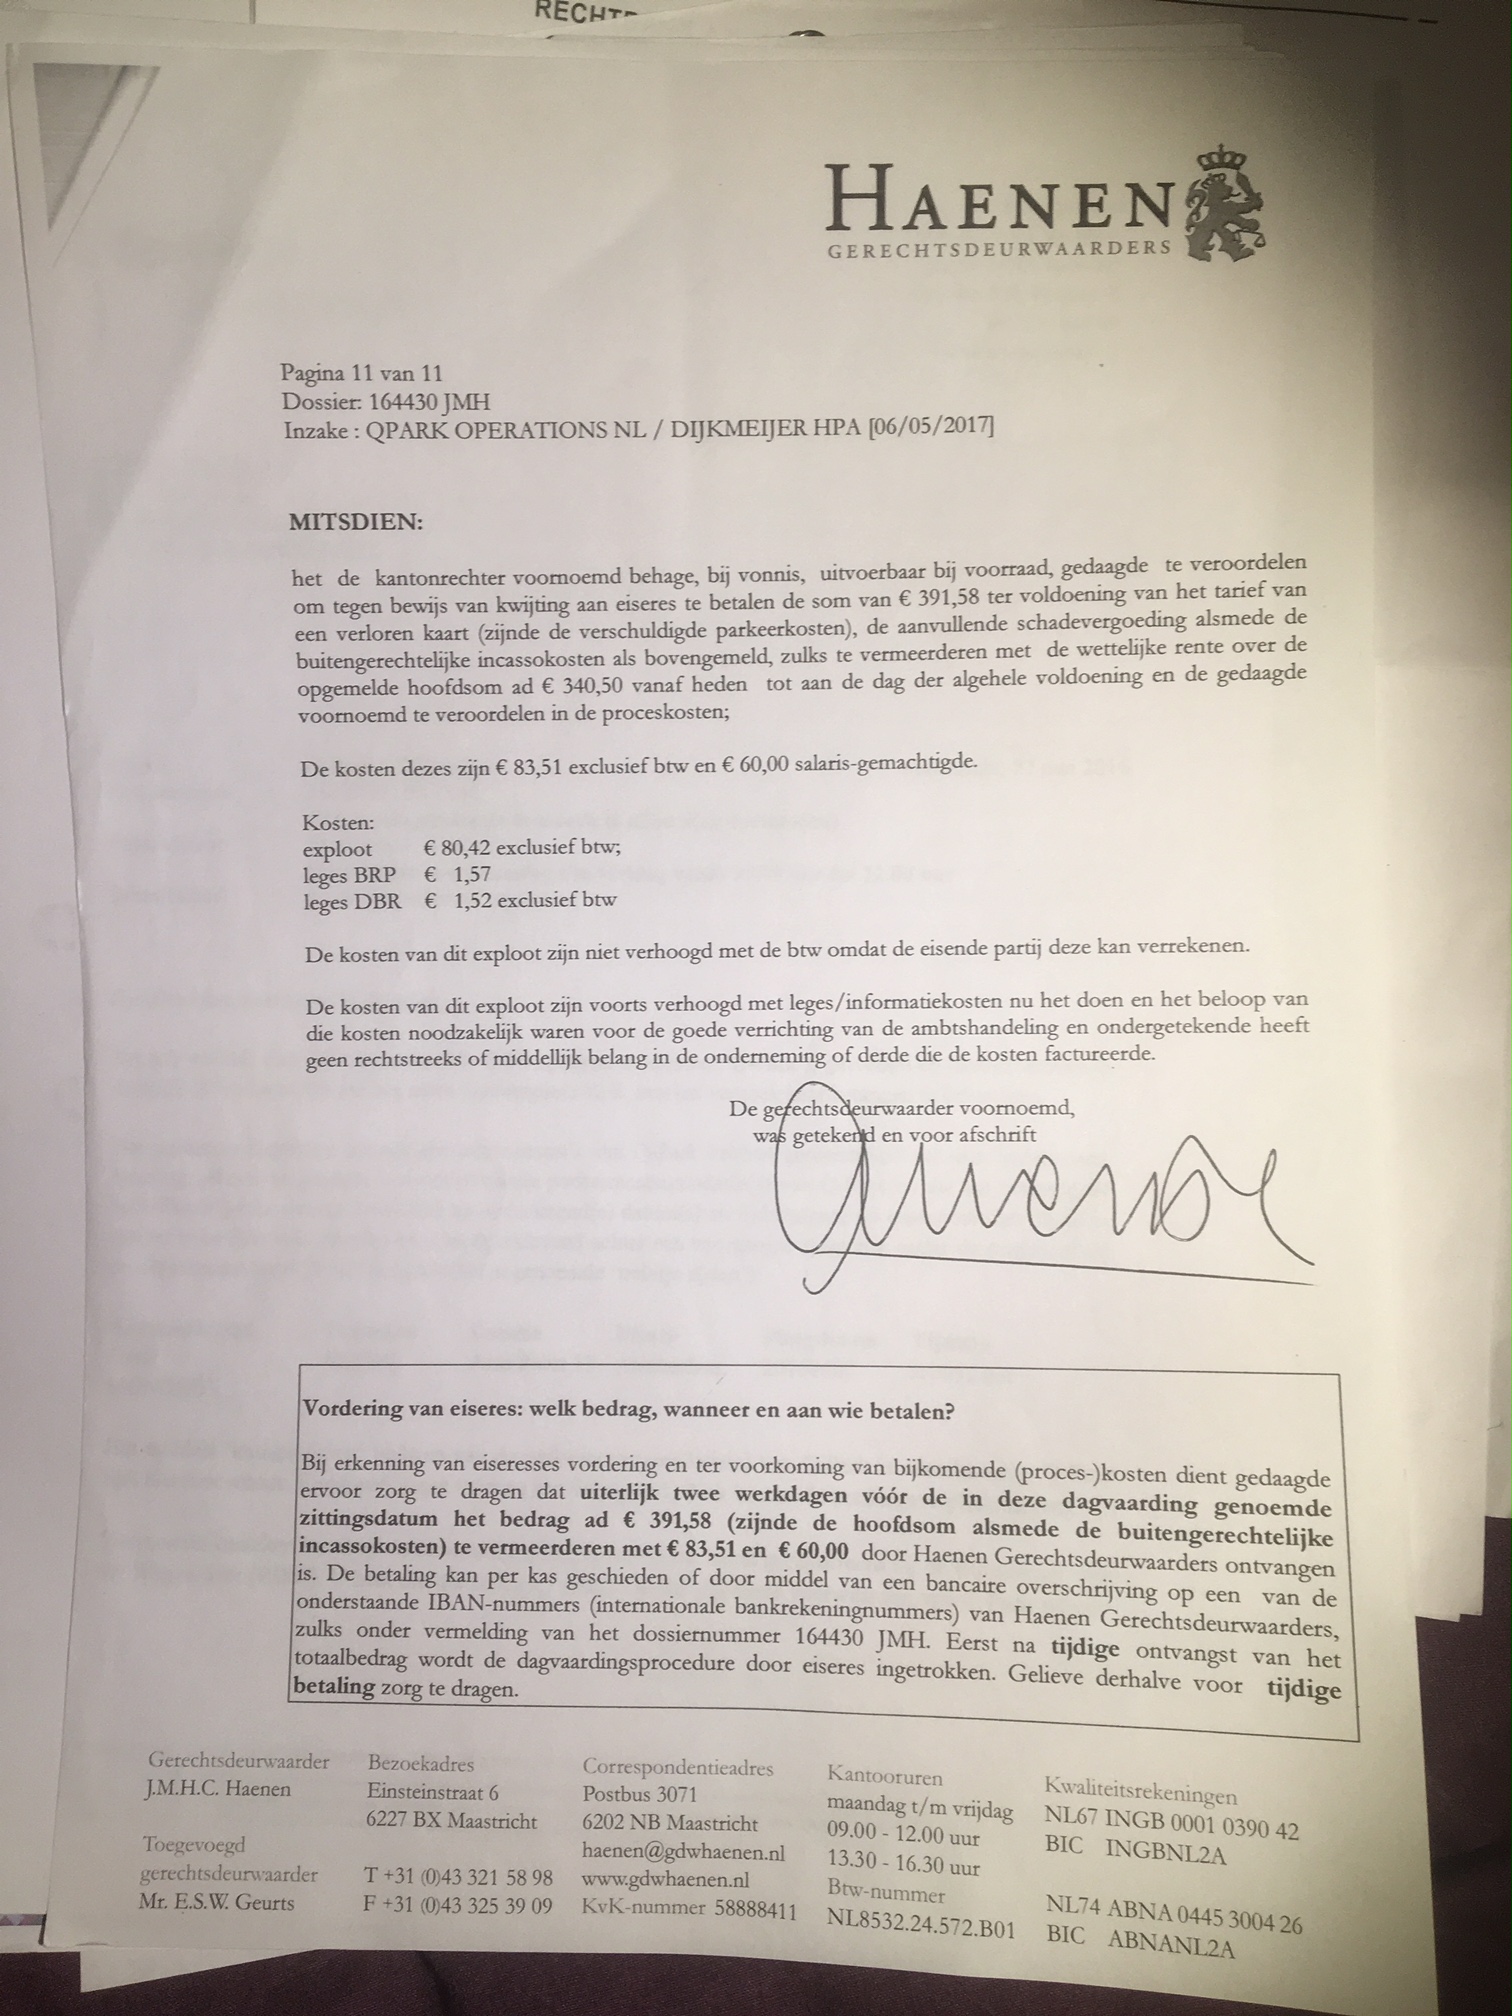 HAENEN
GERECHTSDEURWAARDERS
Pagina 11 van 11
Dossier: 164430 JMH
Inzake : QPARK OPERATIONS NL / DIJKMEIJER HPA [06/05/2017]
MITSDIEN:
het de kantonrechter voornoemd behage, bij vonnis, uitvoerbaar bij voorraad, gedaagde te veroordelen
om tegen bewijs van kwijting aan eiseres te betalen de som van € 391,58 ter voldoening van het tarief van
een verloren kaart (zijnde de verschuldigde parkeerkosten), de aanvullende schadevergoeding alsmede de
buitengerechtelijke incassokosten als bovengemeld, zulks te vermeerderen met de wettelijke rente over de
opgemelde hoofdsom ad € 340,50 vanaf heden tot aan de dag der algehele voldoening en de gedaagde
voornoemd te veroordelen in de proceskosten;
De kosten dezes zijn € 83,51 exclusief btw en € 60,00 salaris-gemachtigde.
Kosten:
exploot € 80,42 exclusief btw;
leges BRP € 1,57
leges DBR € 1,52 exclusief btw
De kosten van dit exploot zijn niet verhoogd met de btw omdat de eisende partij deze kan verrekenen.
De kosten van dit exploot zijn voorts verhoogd met leges/informatiekosten nu het doen en het beloop van
die kosten noodzakelijk waren voor de goede verrichting van de ambtshandeling en ondergetekende heeft
geen rechtstreeks of middellijk belang in de onderneming of derde die de kosten factureerde.
De gerechtsdeurwaarder voornoemd,
was getekend en voor afschrift
Vordering van eiseres: welk bedrag, wanneer en aan wie betalen?
Bij erkenning van eiseresses vordering en ter voorkoming van bijkomende (proces-)kosten dient gedaagde
ervoor zorg te dragen dat uiterlijk twee werkdagen vóór de in deze dagvaarding genoemde
zittingsdatum het bedrag ad € 391,58 (zijnde de hoofdsom alsmede de buitengerechtelijke
incassokosten) te vermeerderen met € 83,51 en € 60,00 door Haenen Gerechtsdeurwaarders ontvangen
is. De betaling kan per kas geschieden of door middel van een bancaire overschrijving op een van de
onderstaande IBAN-nummers (internationale bankrekeningnummers) van Haenen Gerechtsdeurwaarders,
zulks onder vermelding van het dossiernummer 164430 JMH. Eerst na tijdige ontvangst van het
totaalbedrag wordt de dagvaardingsprocedure door eiseres ingetrokken. Gelieve derhalve voor tijdige
betaling zorg te dragen.
Gerechtsdeurwaarder
J.M.H.C. Haenen
Toegevoegd
gerechtsdeurwaarder
Mr. E.S.W. Geurts
Bezoekadres
Einsteinstraat 6
6227 BX Maastricht
T +31 (0)43 321 58 98
F +31 (0)43 325 39 09
Correspondentieadres
Postbus 3071
6202 NB Maastricht
haenen@gdwhaenen.nl
www.gdwhaenen.nl
KvK-nummer 58888411
Kantooruren
maandag t/m vrijdag
09.00 - 12.00 uur
13.30 - 16.30 uur
Btw-nummer
NL8532.24.572.B01
Kwaliteitsrekeningen
NL67 INGB 0001 0390 42
BIC INGBNL2A
NL74 ABNA 0445 3004 26
BIC ABNANL2A